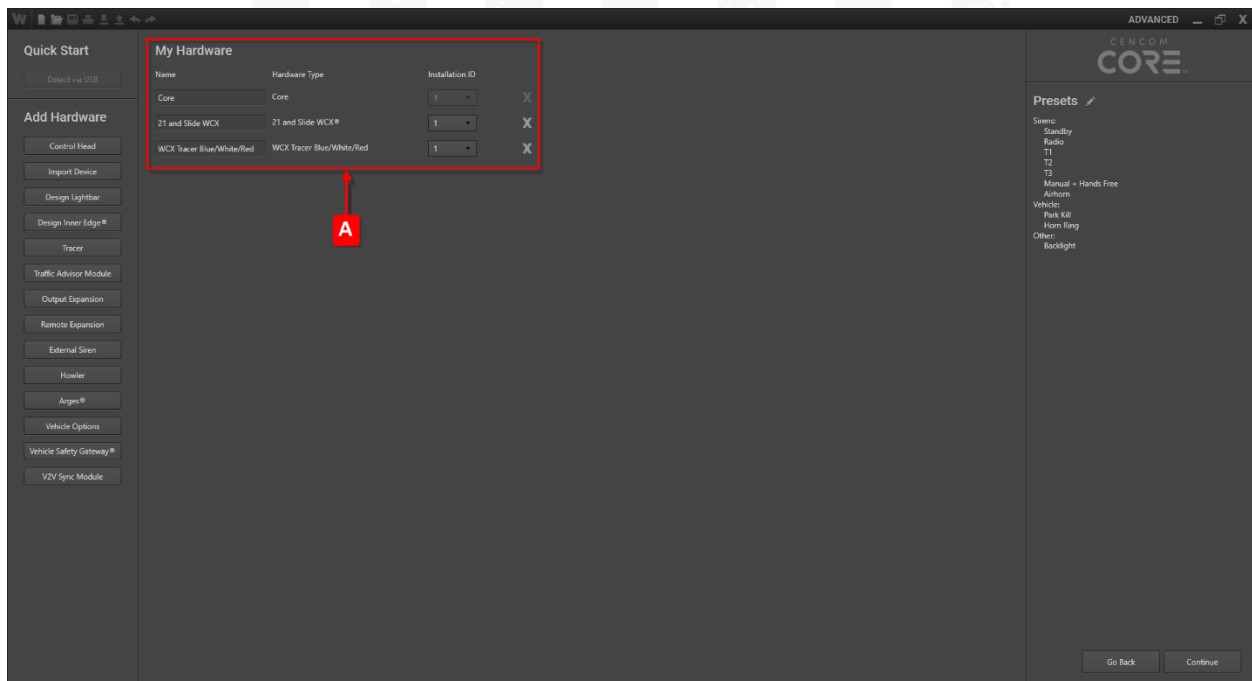 W
ADVANCED
X
Quick Start
Detect via USB
Add Hardware
Control Head
Import Device
Design Lightbar
Design Inner Edge®
Tracer
Traffic Advisor Module
Output Expansion
Remote Expansion
External Siren
Howler
Arges®
Vehicle Options
Vehicle Safety Gateway®
V2V Sync Module
My Hardware
Name Hardware Type Installation ID
Core Core 1 X
21 and Slide WCX 21 and Slide WCX® 1 X
WCX Tracer Blue/White/Red WCX Tracer Blue/White/Red 1 X
A
CENCOM
CORE™
Presets
Sirens:
Standby
Radio
T1
T2
T3
Manual + Hands Free
Airhorn
Vehicle:
Park Kill
Horn Ring
Other:
Backlight
Go Back Continue